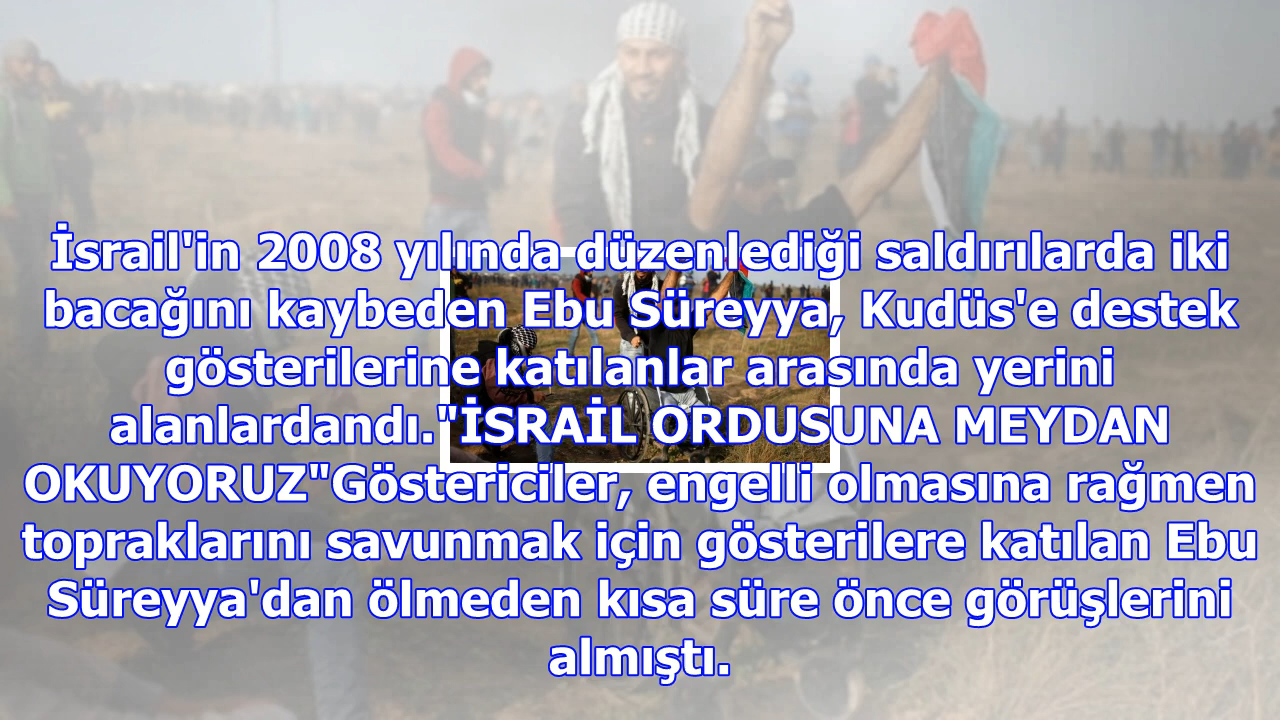 İsrail'in 2008 yılında düzenlediği saldırılarda iki
bacağını kaybeden Ebu Süreyya, Kudüs'e destek
gösterilerine katılanlar arasında yerini
alanlardandı."İSRAİL ORDUSUNA MEYDAN
OKUYORUZ"Göstericiler, engelli olmasına rağmen
topraklarını savunmak için gösterilere katılan Ebu
Süreyya'dan ölmeden kısa süre önce görüşlerini
almıştı.